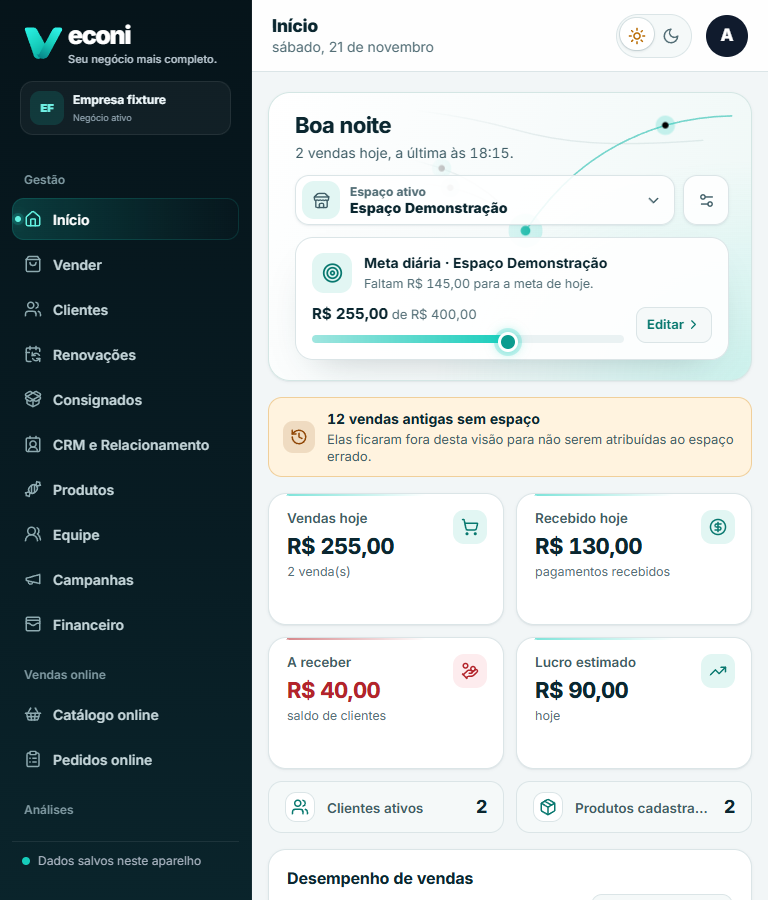 veconi
Seu negócio mais completo.
EF
Empresa fixture
Negócio ativo
Gestão
Início
Vender
Clientes
Renovações
Consignados
CRM e Relacionamento
Produtos
Equipe
Campanhas
Financeiro
Vendas online
Catálogo online
Pedidos online
Análises
Dados salvos neste aparelho
Início
sábado, 21 de novembro
A
Boa noite
2 vendas hoje, a última às 18:15.
Espaço ativo
Espaço Demonstração
Meta diária · Espaço Demonstração
Faltam R$ 145,00 para a meta de hoje.
R$ 255,00 de R$ 400,00
Editar
12 vendas antigas sem espaço
Elas ficaram fora desta visão para não serem atribuídas ao espaço
errado.
Vendas hoje
R$ 255,00
2 venda(s)
Recebido hoje
R$ 130,00
pagamentos recebidos
A receber
R$ 40,00
saldo de clientes
Lucro estimado
R$ 90,00
hoje
Clientes ativos 2
Produtos cadastra... 2
Desempenho de vendas